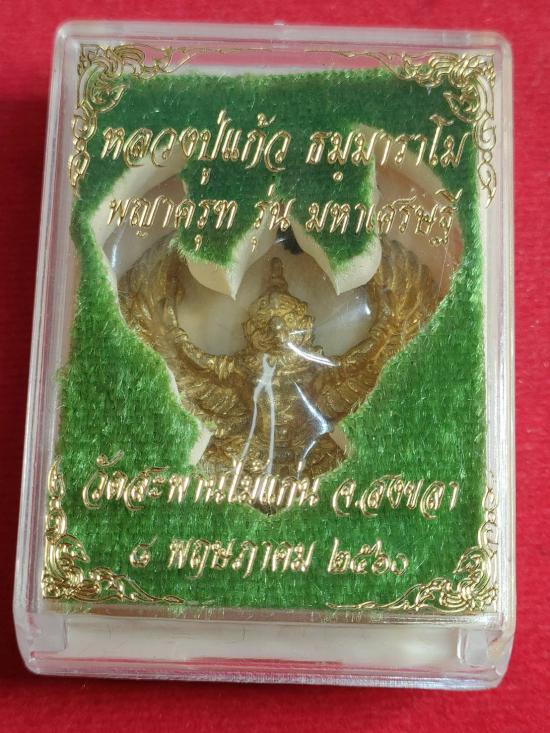 หลวงปู่แก้ว ธมฺมาราโม
พญาครุฑ รุ่น มหาเศรษฐี
วัดสะพานไม้แก่น จ.สงขลา
๘ พฤษภาคม ๒๕๖๐